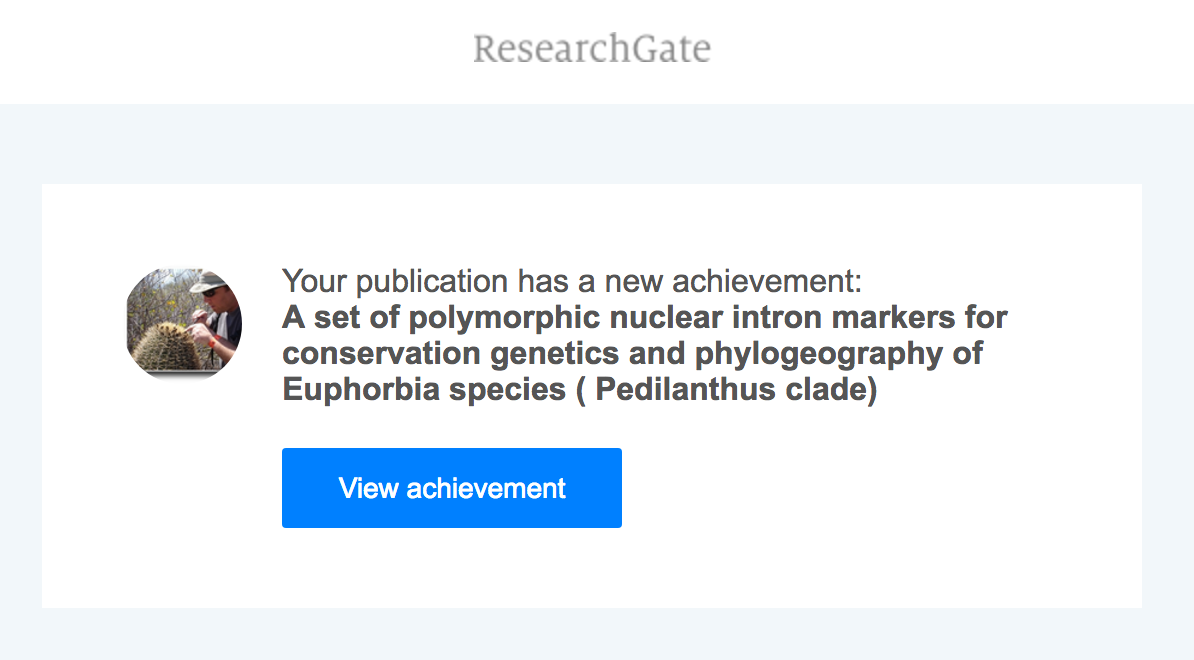 ResearchGate
Your publication has a new achievement:
A set of polymorphic nuclear intron markers for
conservation genetics and phylogeography of
Euphorbia species ( Pedilanthus clade)
View achievement